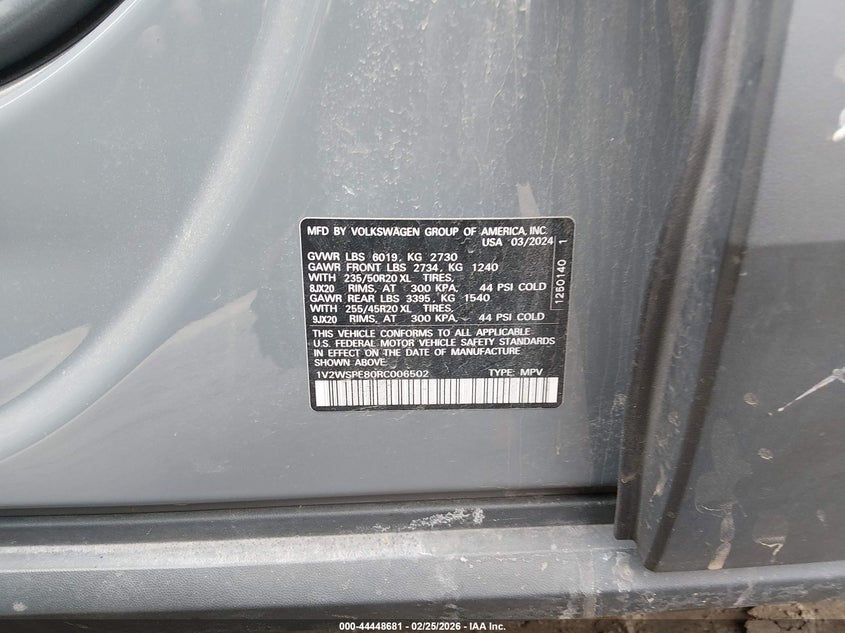 MFD BY VOLKSWAGEN GROUP OF AMERICA, INC.
USA 03/2024
GVWR LBS 6019, KG 2730
GAWR FRONT LBS 2734, KG 1240
WITH 235/50R20 XL TIRES,
8JX20 RIMS, AT 300 KPA, 44 PSI COLD
GAWR REAR LBS 3395, KG 1540
WITH 255/45R20 XL TIRES,
9JX20 RIMS, AT 300 KPA, 44 PSI COLD
THIS VEHICLE CONFORMS TO ALL APPLICABLE
U.S. FEDERAL MOTOR VEHICLE SAFETY STANDARDS
IN EFFECT ON THE DATE OF MANUFACTURE
SHOWN ABOVE:
1V2WSPE80RC006502 TYPE: MPV
1250140 1
000-44448681 / 02/25/2026 - © IAA Inc.